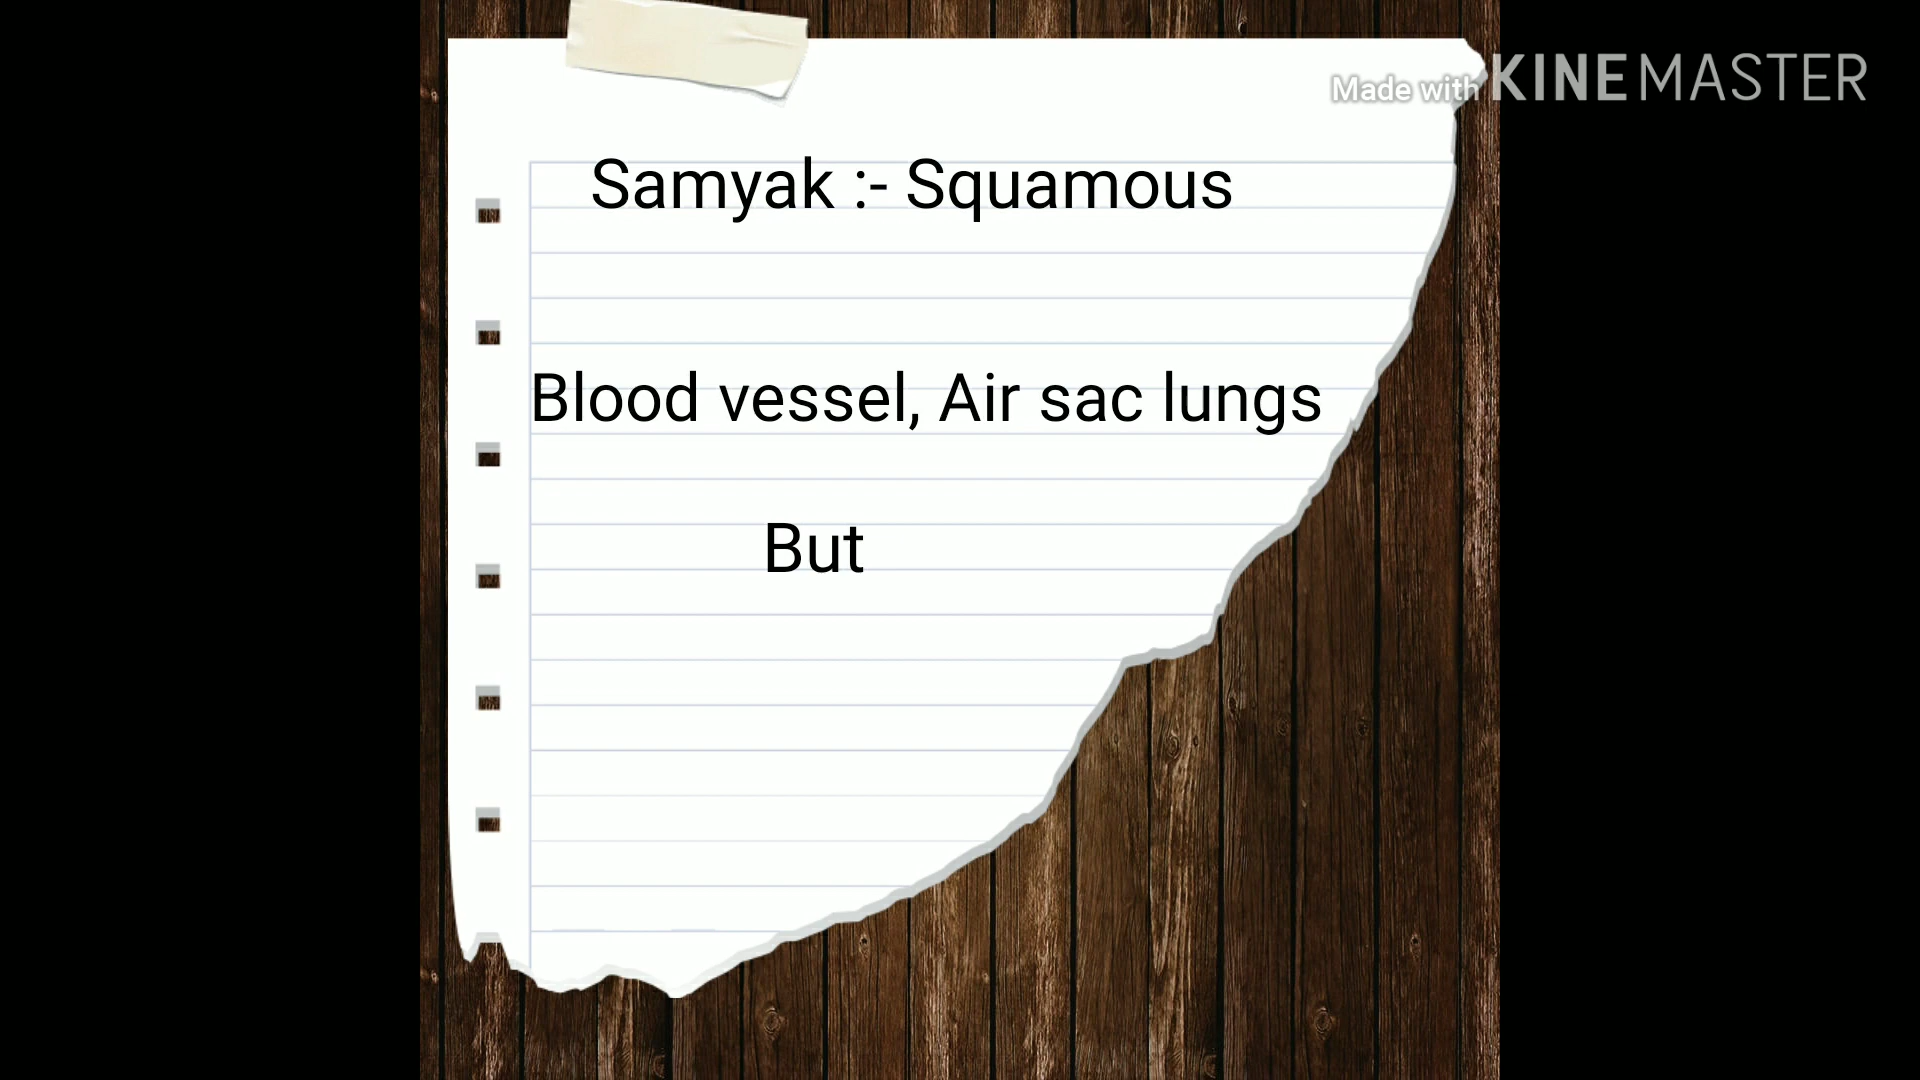 Made with KINEMASTER
Samyak :- Squamous
Blood vessel, Air sac lungs
But